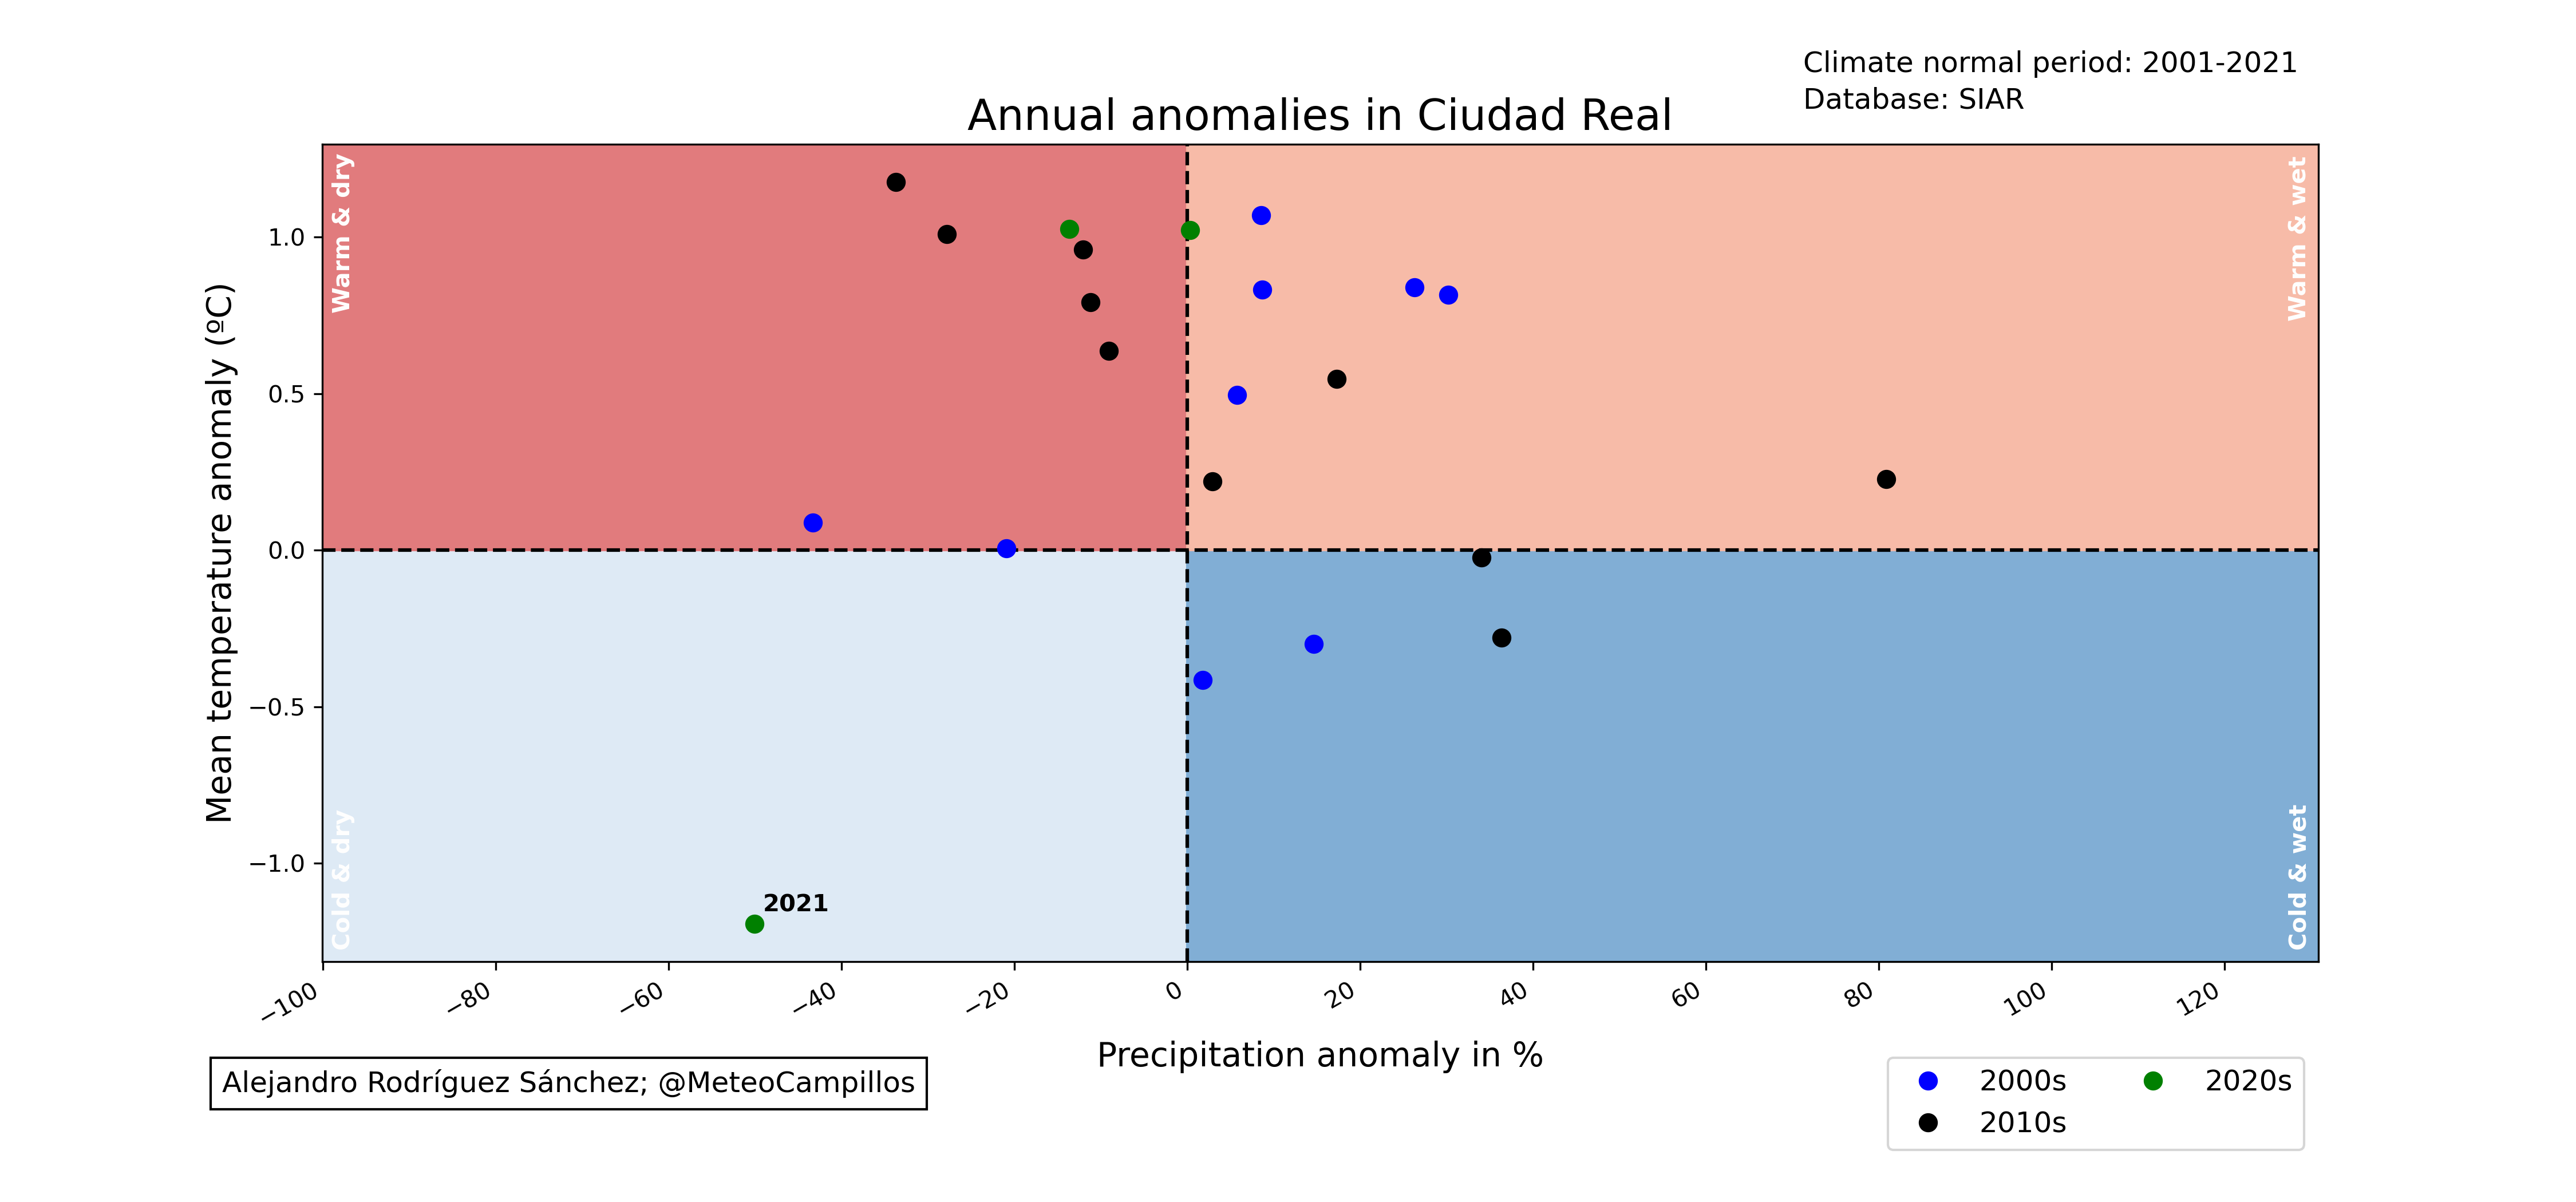 Climate normal period: 2001-2021
Database: SIAR
Annual anomalies in Ciudad Real
Warm & dry
Warm & wet
Mean temperature anomaly (ºC)
1.0
0.5
0.0
−0.5
−1.0
Cold & dry
2021
Cold & wet
−100
−80
−60
−40
−20
0
20
40
60
80
100
120
Precipitation anomaly in %
Alejandro Rodríguez Sánchez; @MeteoCampillos
2000s
2010s
2020s